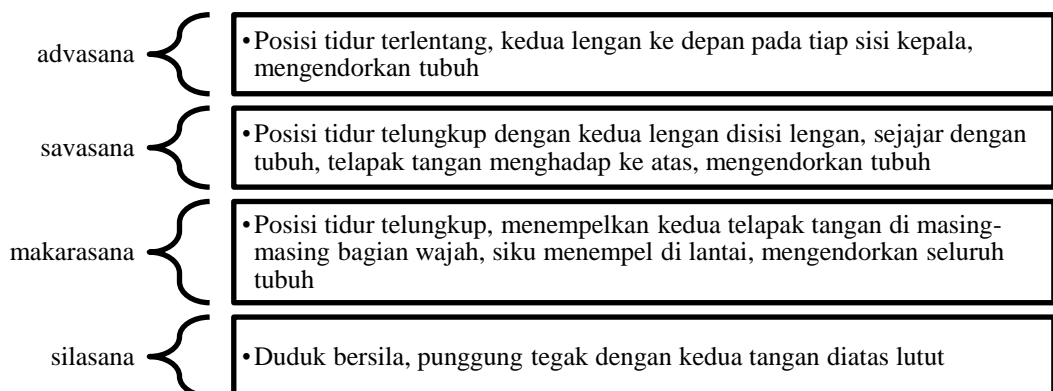 advasana
•Posisi tidur terlentang, kedua lengan ke depan pada tiap sisi kepala,
mengendorkan tubuh
savasana
•Posisi tidur telungkup dengan kedua lengan disisi lengan, sejajar dengan
tubuh, telapak tangan menghadap ke atas, mengendorkan tubuh
makarasana
•Posisi tidur telungkup, menempelkan kedua telapak tangan di masing-
masing bagian wajah, siku menempel di lantai, mengendorkan seluruh
tubuh
silasana
•Duduk bersila, punggung tegak dengan kedua tangan diatas lutut